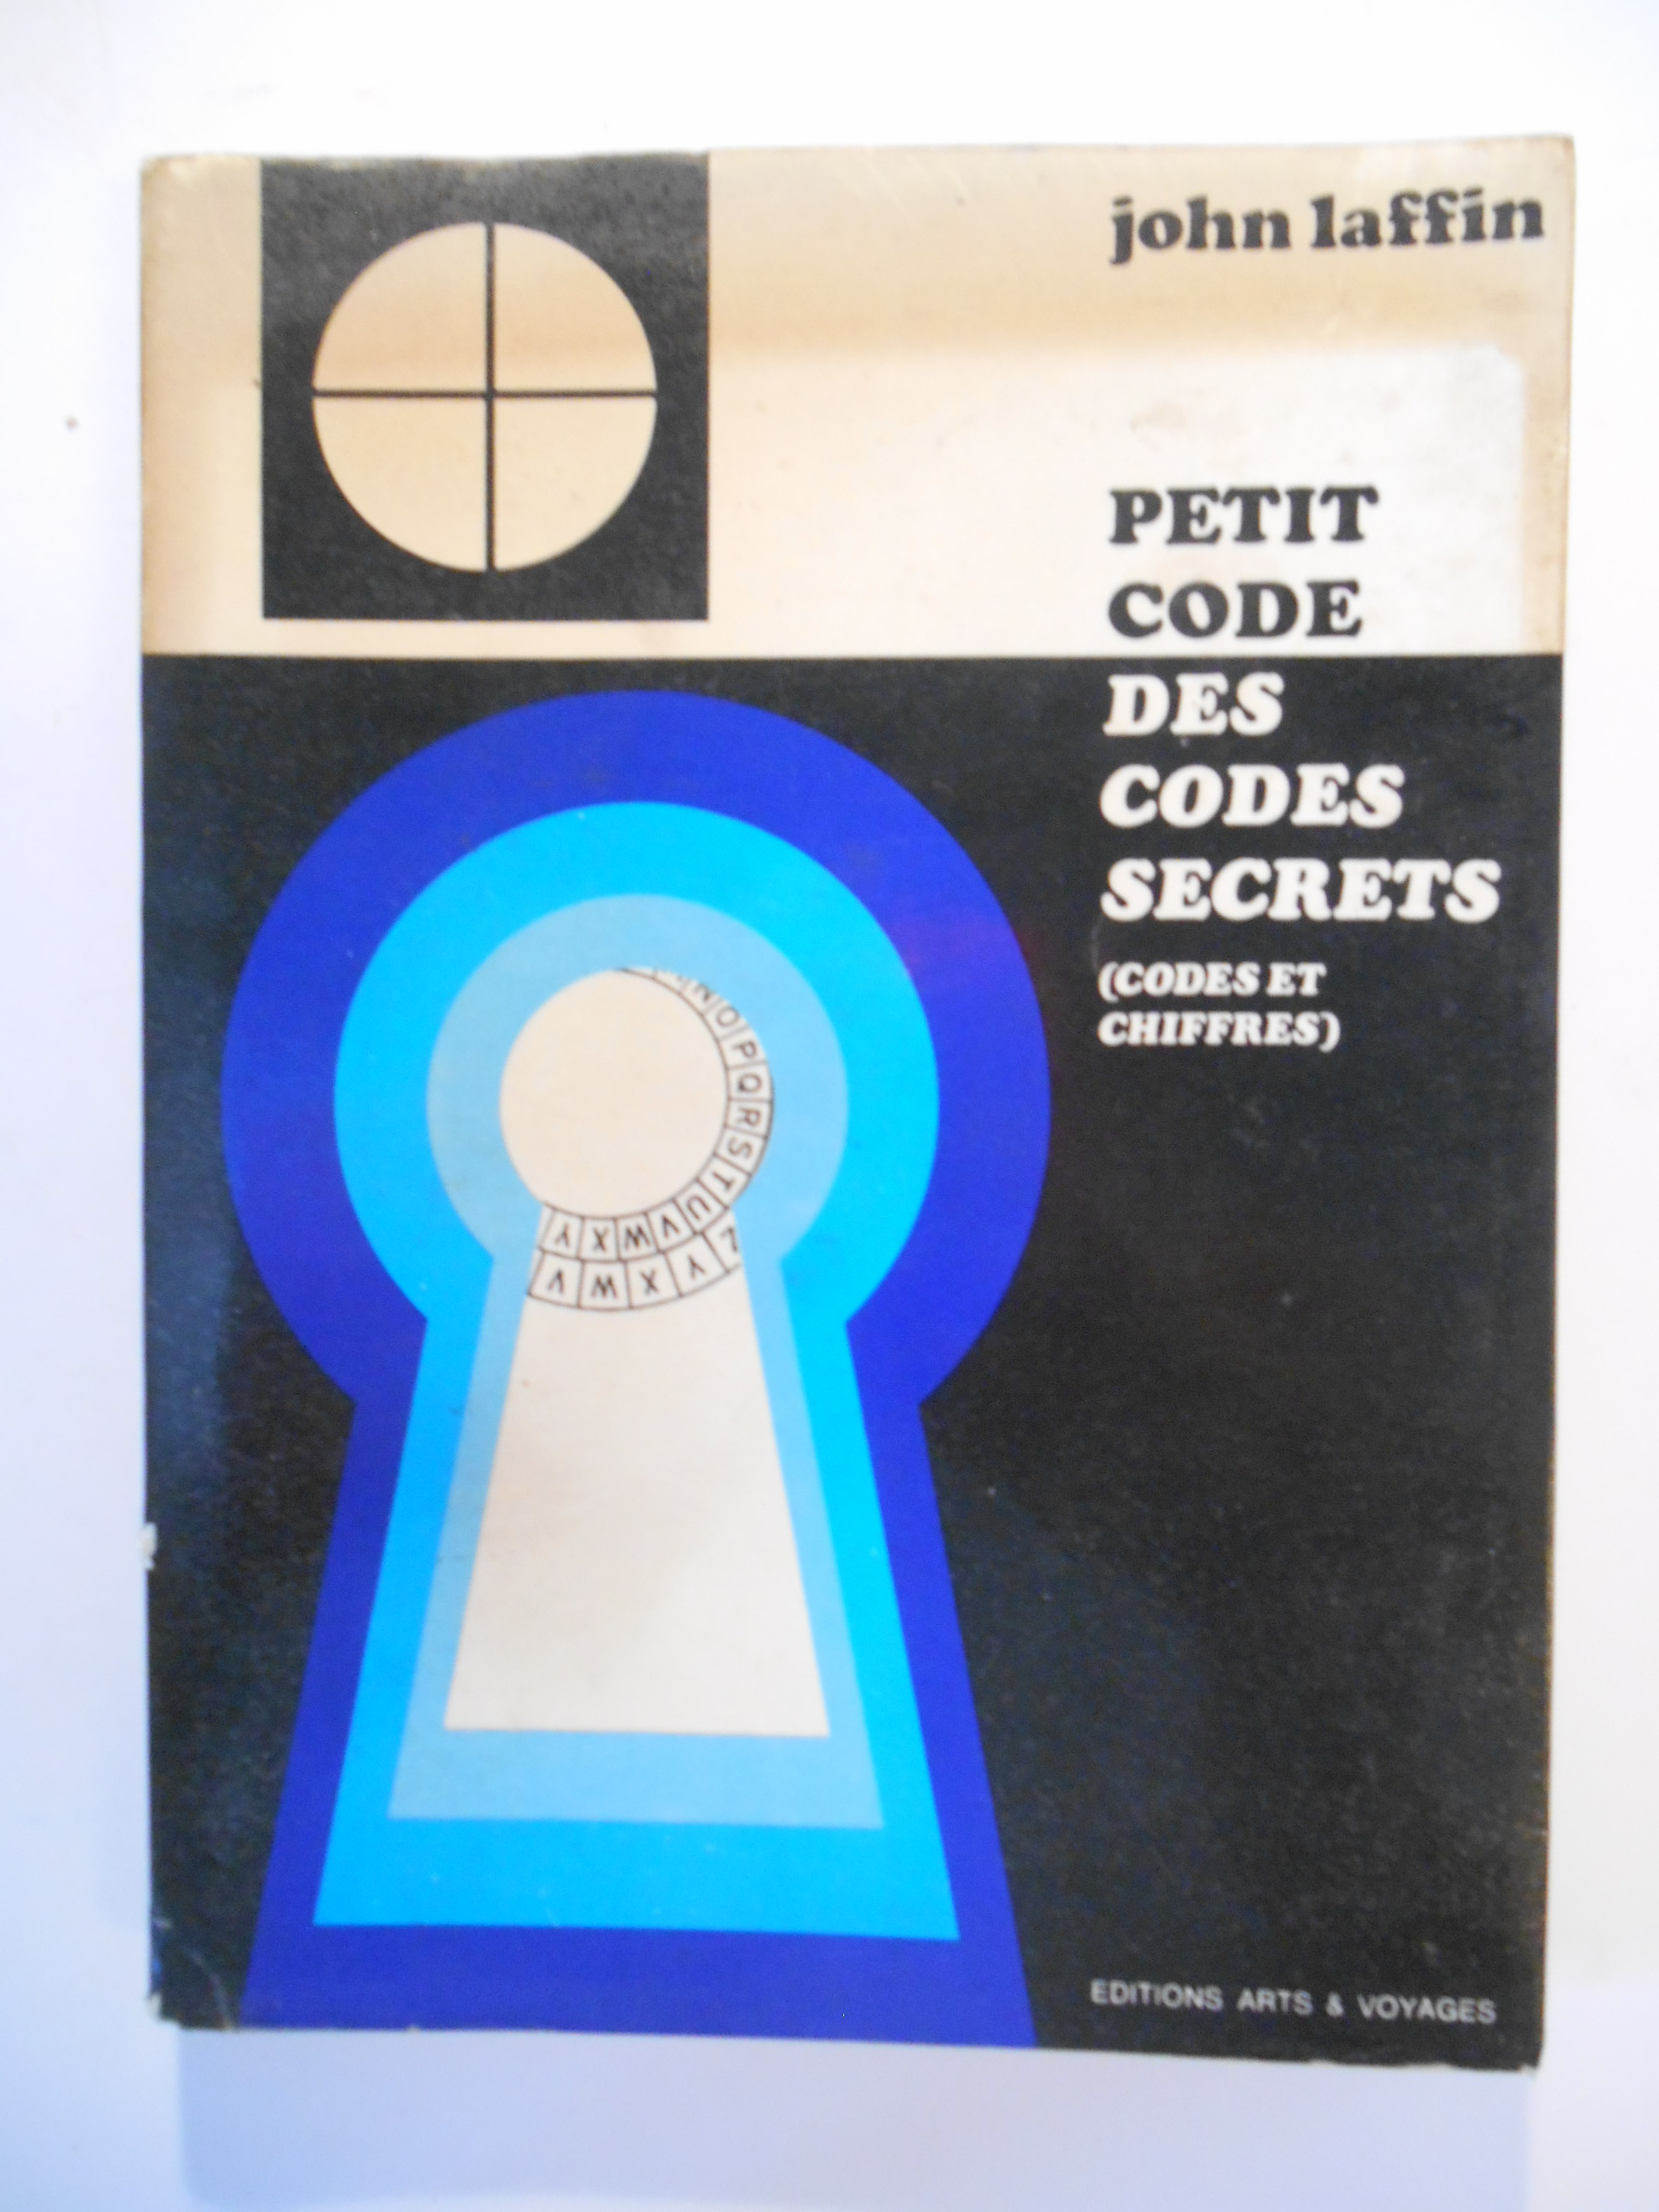 john laffin
PETIT
CODE
DES
CODES
SECRETS
(CODES ET
CHIFFRES)
N O P Q R S T U V W X Y
Z Y X W V
EDITIONS ARTS & VOYAGES